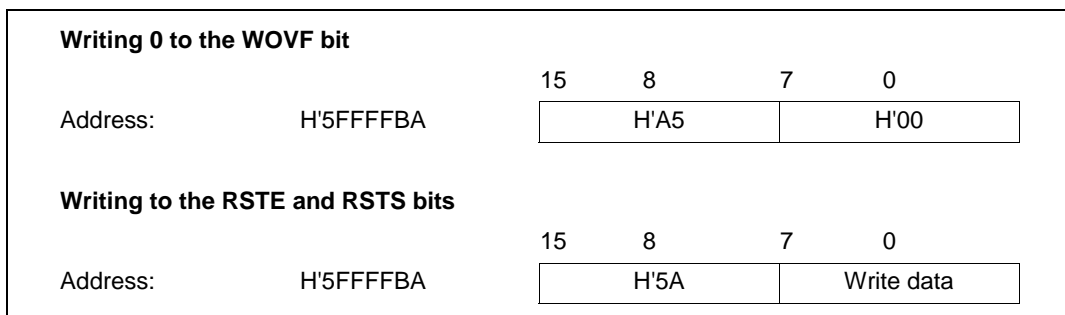 Writing 0 to the WOVF bit
15 8 7 0
Address: H'5FFFFBA H'A5 H'00
Writing to the RSTE and RSTS bits
15 8 7 0
Address: H'5FFFFBA H'5A Write data